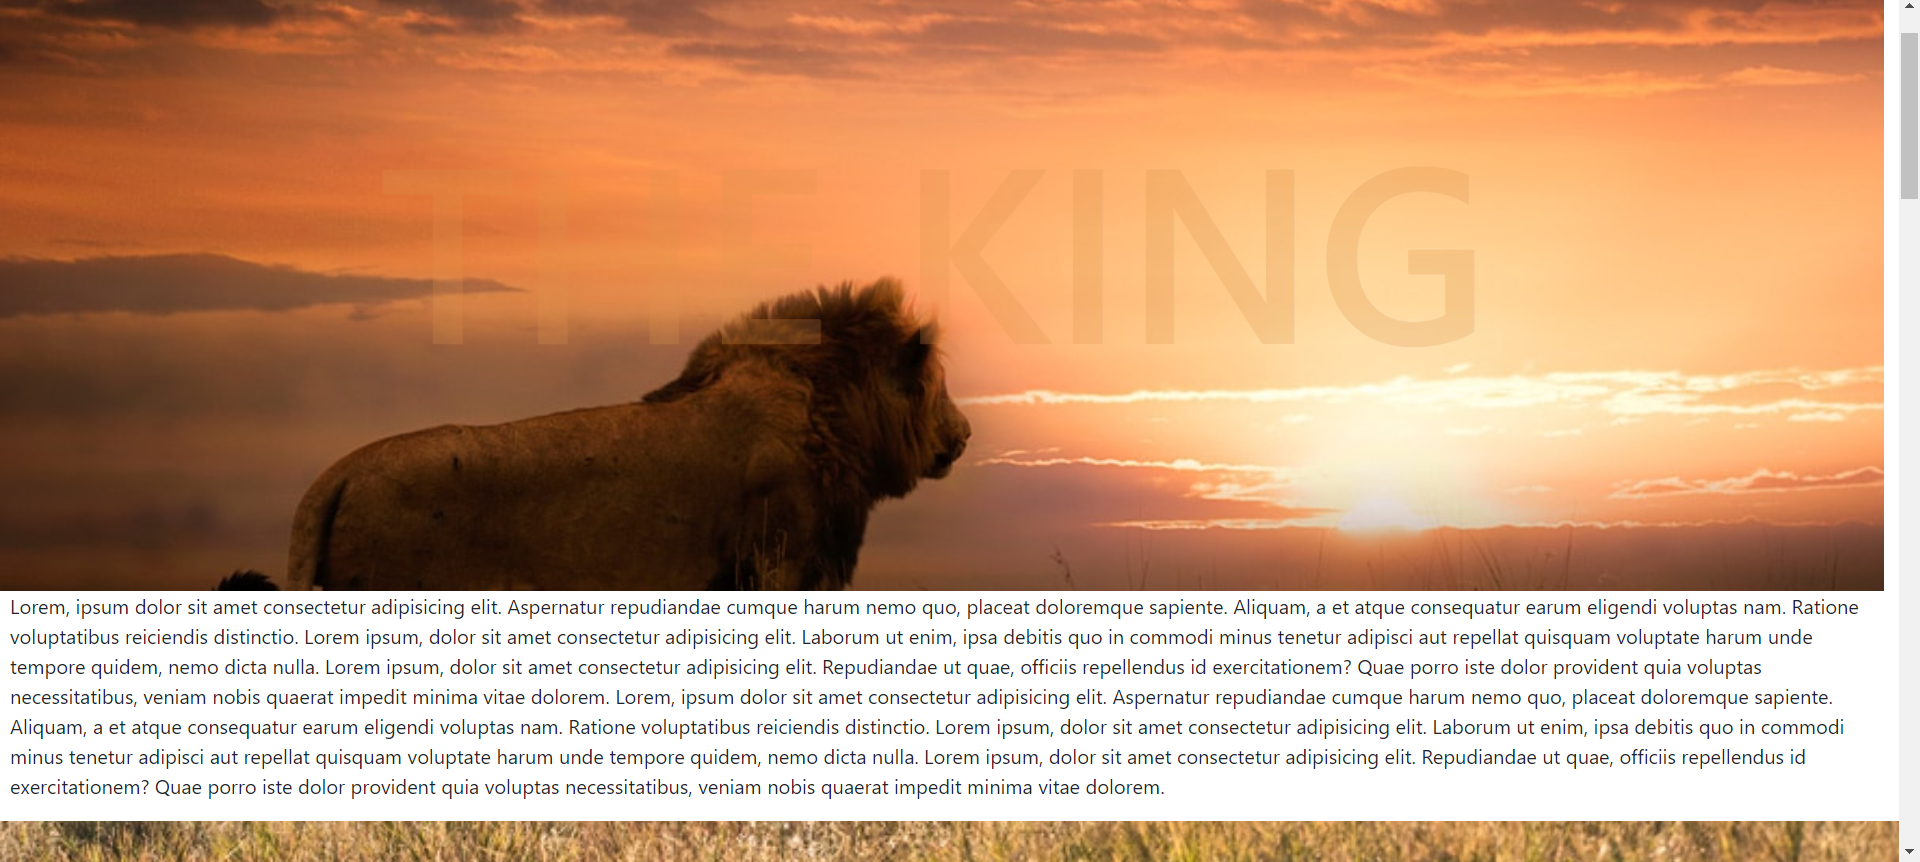 THE KING
Lorem, ipsum dolor sit amet consectetur adipisicing elit. Aspernatur repudiandae cumque harum nemo quo, placeat doloremque sapiente. Aliquam, a et atque consequatur earum eligendi voluptas nam. Ratione
voluptatibus reiciendis distinctio. Lorem ipsum, dolor sit amet consectetur adipisicing elit. Laborum ut enim, ipsa debitis quo in commodi minus tenetur adipisci aut repellat quisquam voluptate harum unde
tempore quidem, nemo dicta nulla. Lorem ipsum, dolor sit amet consectetur adipisicing elit. Repudiandae ut quae, officiis repellendus id exercitationem? Quae porro iste dolor provident quia voluptas
necessitatibus, veniam nobis quaerat impedit minima vitae dolorem. Lorem, ipsum dolor sit amet consectetur adipisicing elit. Aspernatur repudiandae cumque harum nemo quo, placeat doloremque sapiente.
Aliquam, a et atque consequatur earum eligendi voluptas nam. Ratione voluptatibus reiciendis distinctio. Lorem ipsum, dolor sit amet consectetur adipisicing elit. Laborum ut enim, ipsa debitis quo in commodi
minus tenetur adipisci aut repellat quisquam voluptate harum unde tempore quidem, nemo dicta nulla. Lorem ipsum, dolor sit amet consectetur adipisicing elit. Repudiandae ut quae, officiis repellendus id
exercitationem? Quae porro iste dolor provident quia voluptas necessitatibus, veniam nobis quaerat impedit minima vitae dolorem.